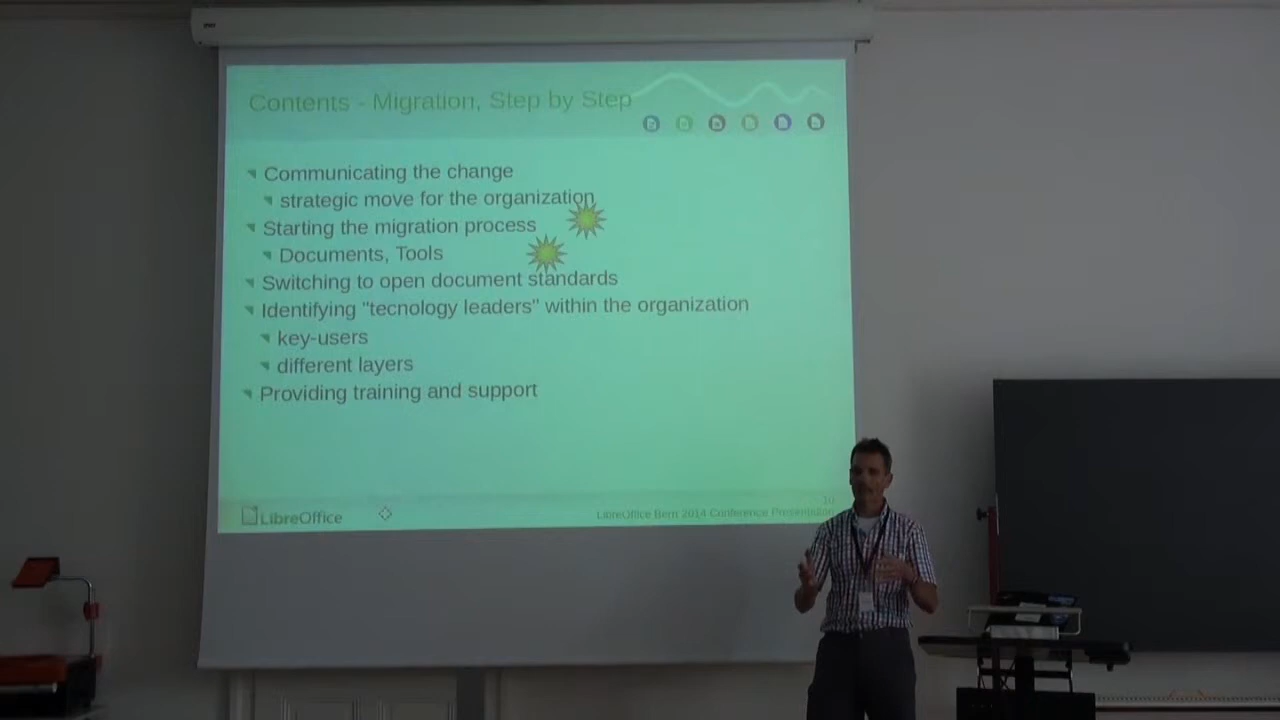 Contents - Migration, Step by Step
Communicating the change
strategic move for the organization
Starting the migration process
Documents, Tools
Switching to open document standards
Identifying "tecnology leaders" within the organization
key-users
different layers
Providing training and support
10
LibreOffice
LibreOffice Bern 2014 Conference Presentation